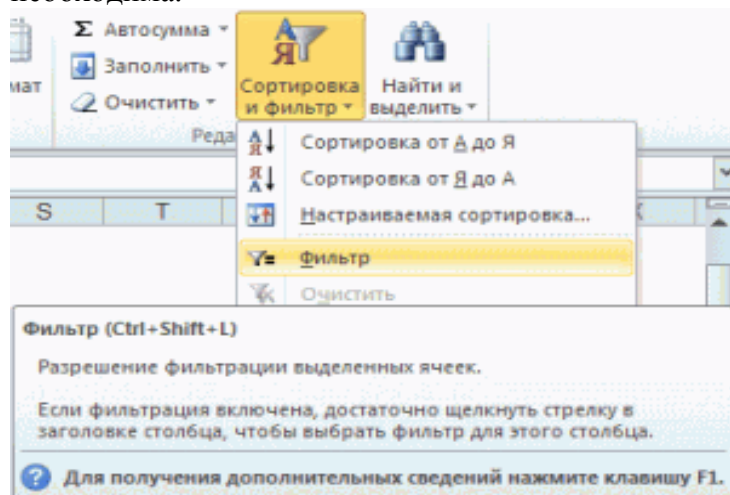 необходима.
Σ Автосумма
Заполнить
Очистить
Сортировка
и фильтр
Найти и
выделить
мат
Реда
Сортировка от А до Я
Сортировка от Я до А
Настраиваемая сортировка...
Фильтр
Очистить
S T
Фильтр (Ctrl+Shift+L)
Разрешение фильтрации выделенных ячеек.
Если фильтрация включена, достаточно щелкнуть стрелку в
заголовке столбца, чтобы выбрать фильтр для этого столбца.
Для получения дополнительных сведений нажмите клавишу F1.